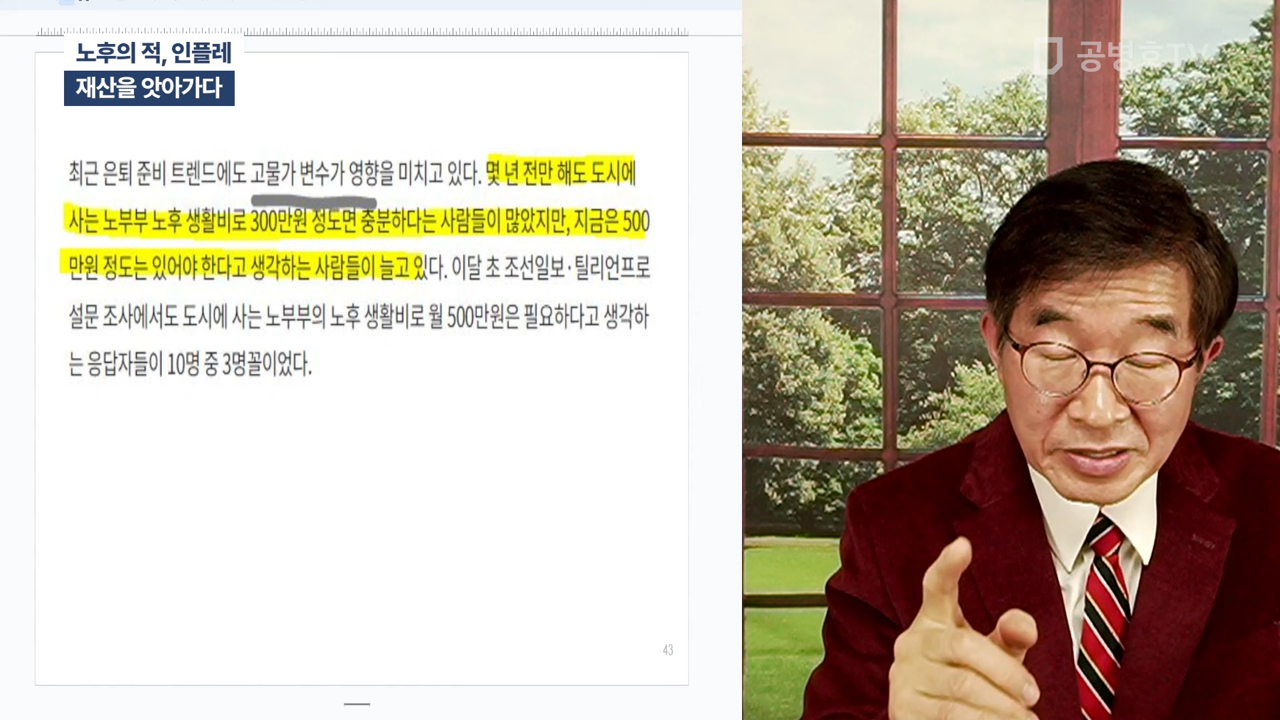 노후의 적, 인플레
재산을 앗아가다
공병호TV
최근 은퇴 준비 트렌드에도 고물가 변수가 영향을 미치고 있다. 몇 년 전만 해도 도시에
사는 노부부 노후 생활비로 300만원 정도면 충분하다는 사람들이 많았지만, 지금은 500
만원 정도는 있어야 한다고 생각하는 사람들이 늘고 있다. 이달 초 조선일보·틸리언프로
설문 조사에서도 도시에 사는 노부부의 노후 생활비로 월 500만원은 필요하다고 생각하
는 응답자들이 10명 중 3명꼴이었다.
43